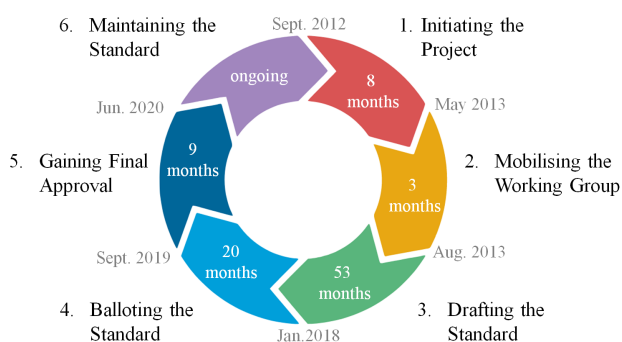 6. Maintaining the
Standard
Sept. 2012
1. Initiating the
Project
ongoing
8
months
Jun. 2020
May 2013
5. Gaining Final
Approval
9
months
3
months
2. Mobilising the
Working Group
Sept. 2019
Aug. 2013
20
months
53
months
4. Balloting the
Standard
Jan.2018
3. Drafting the
Standard